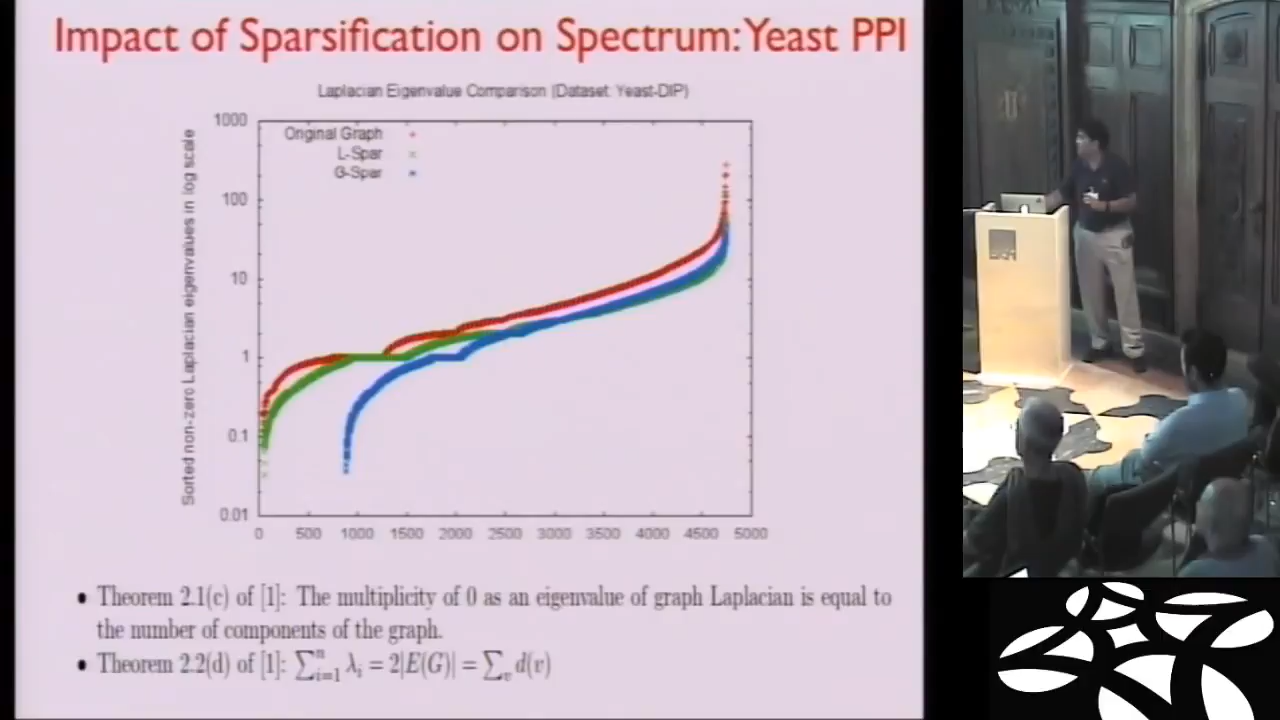 Impact of Sparsification on Spectrum: Yeast PPI
Laplacian Eigenvalue Comparison (Dataset: Yeast-DIP)
Sorted non-zero Laplacian eigenvalues in log scale
1000
100
10
1
0.1
0.01
Original Graph
L-Spar
G-Spar
0 500 1000 1500 2000 2500 3000 3500 4000 4500 5000
• Theorem 2.1(c) of [1]: The multiplicity of 0 as an eigenvalue of graph Laplacian is equal to
the number of components of the graph.
• Theorem 2.2(d) of [1]: ∑ⁿᵢ₌₁ λᵢ = 2|E(G)| = ∑ᵥ d(v)